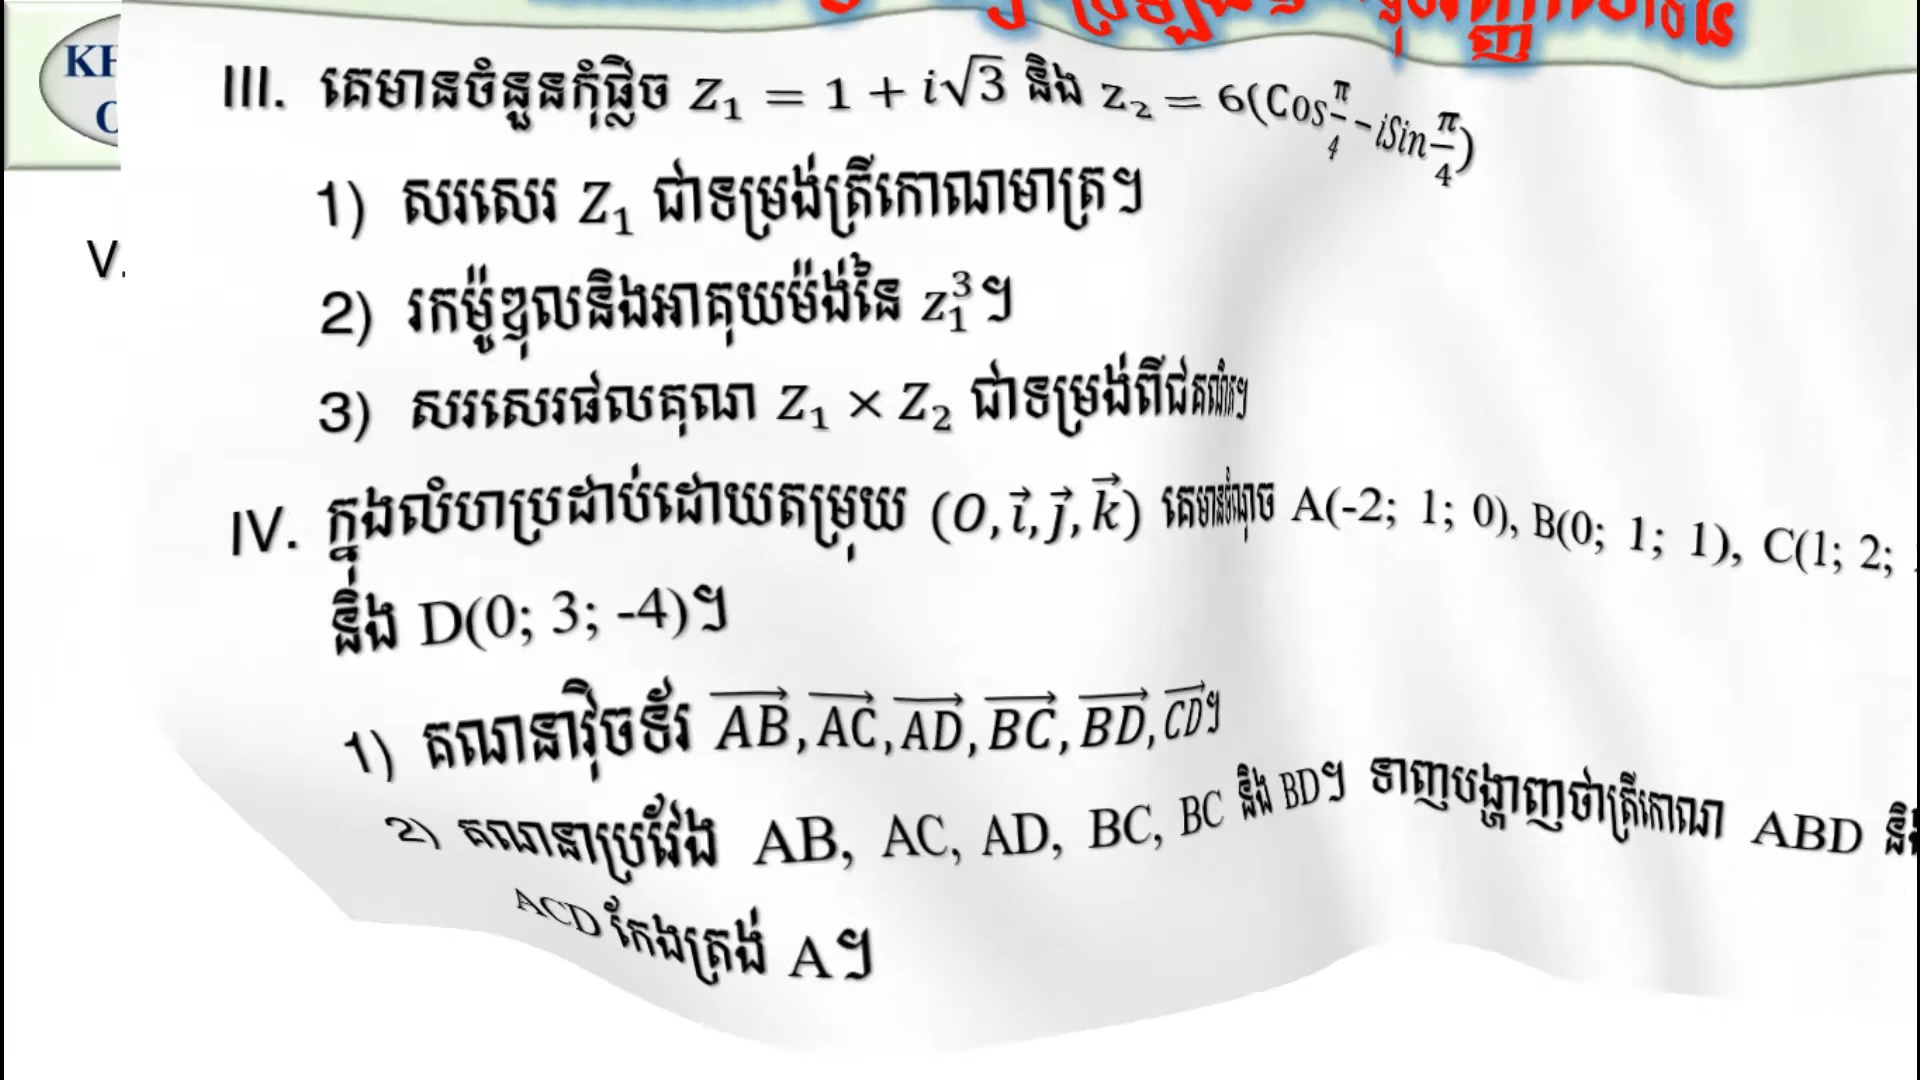 KH
III. គេមានចំនួនកុំផ្លិច Z₁ = 1 + i√3 និង z₂ = 6(Cos π/4 - iSin π/4)
1) សរសេរ Z₁ ជាទម្រង់ត្រីកោណមាត្រ។
V.
2) រកម៉ូឌុលនិងអាគុយម៉ង់នៃ z₁³។
3) សរសេរផលគុណ Z₁ × Z₂ ជាទម្រង់ពីជគណិត។
IV. ក្នុងលំហប្រដាប់ដោយតម្រុយ (O, i⃗, j⃗, k⃗) គេមានចំណុច A(-2; 1; 0), B(0; 1; 1), C(1; 2;
និង D(0; 3; -4)។
1) គណនាវ៉ិចទ័រ A͞B⃗, A͞C⃗, A͞D⃗, B͞C⃗, B͞D⃗, C͞D⃗។
2) គណនាប្រវែង AB, AC, AD, BC, BC និង BD។ ទាញបង្ហាញថាត្រីកោណ ABD និង
ACD កែងត្រង់ A។